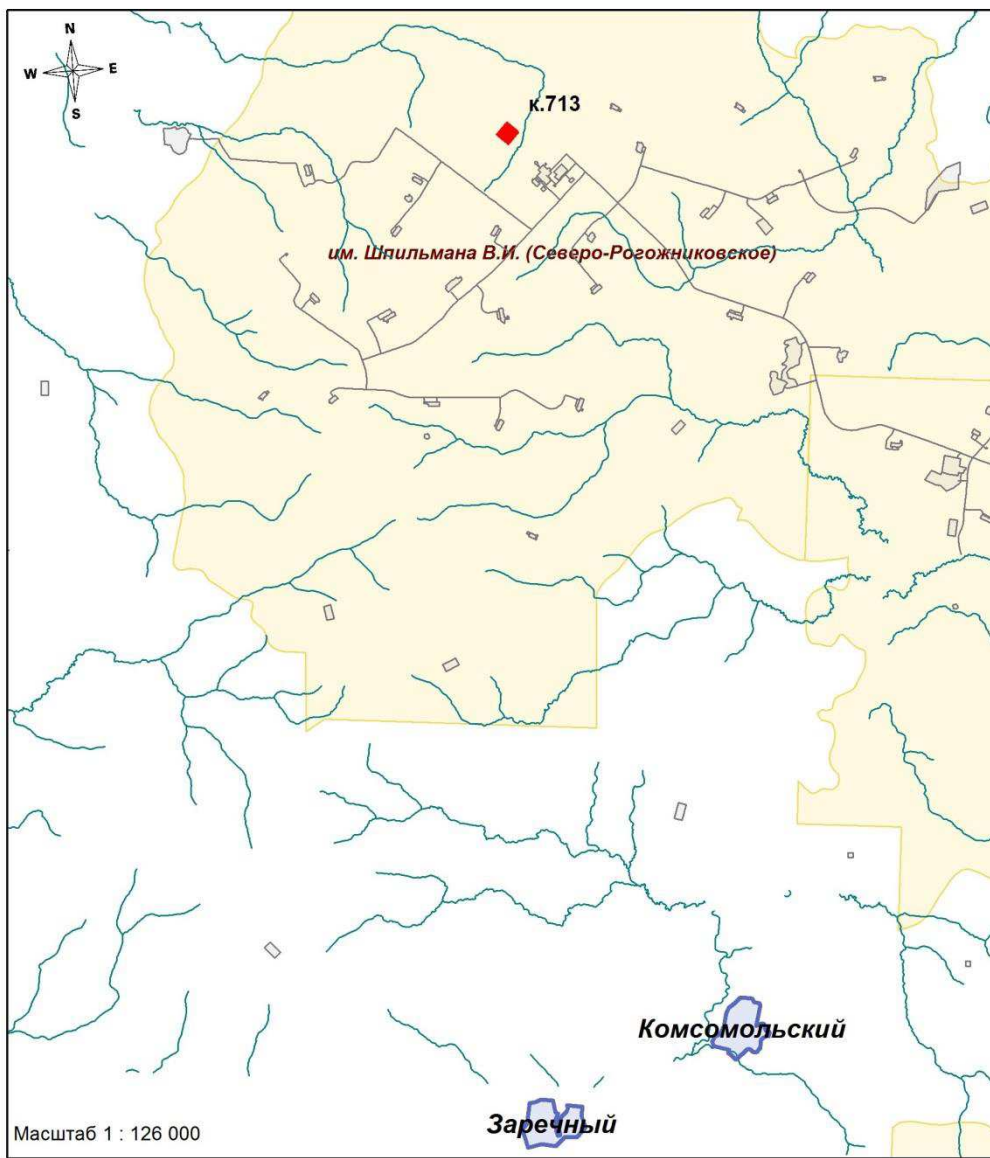 N
W E
S
к.713
им. Шпильмана В.И. (Северо-Рогожниковское)
Комсомольский
Заречный
Масштаб 1 : 126 000